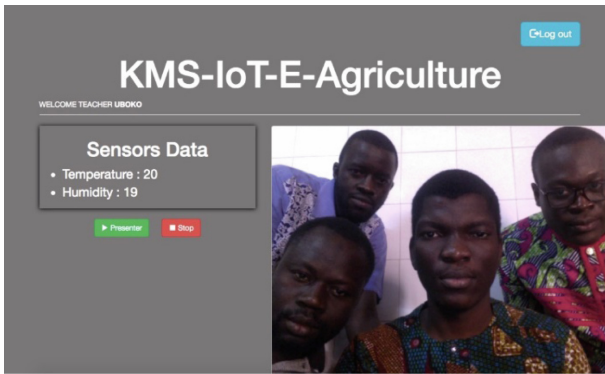 Log out
KMS-IoT-E-Agriculture
WELCOME TEACHER UBOKO
Sensors Data
• Temperature : 20
• Humidity : 19
Presenter
Stop